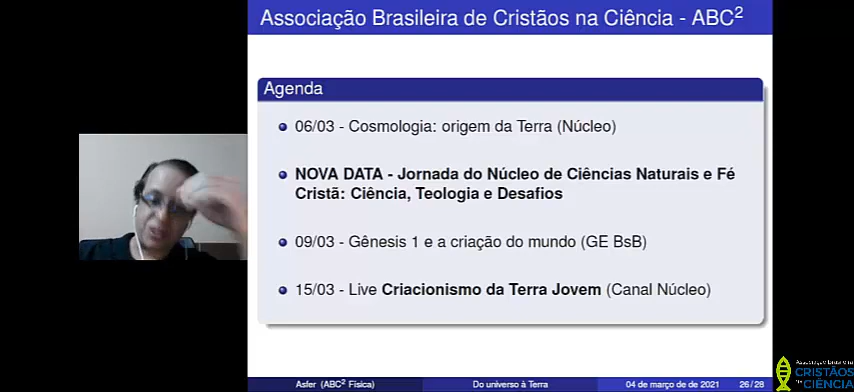 Associação Brasileira de Cristãos na Ciência - ABC²
Agenda
06/03 - Cosmologia: origem da Terra (Núcleo)
NOVA DATA - Jornada do Núcleo de Ciências Naturais e Fé
Cristã: Ciência, Teologia e Desafios
09/03 - Gênesis 1 e a criação do mundo (GE BsB)
15/03 - Live Criacionismo da Terra Jovem (Canal Núcleo)
Asfer (ABC² Física)
Do universo à Terra
04 de março de de 2021
26 / 28
Associação Brasileira
CRISTÃOS
na CIÊNCIA